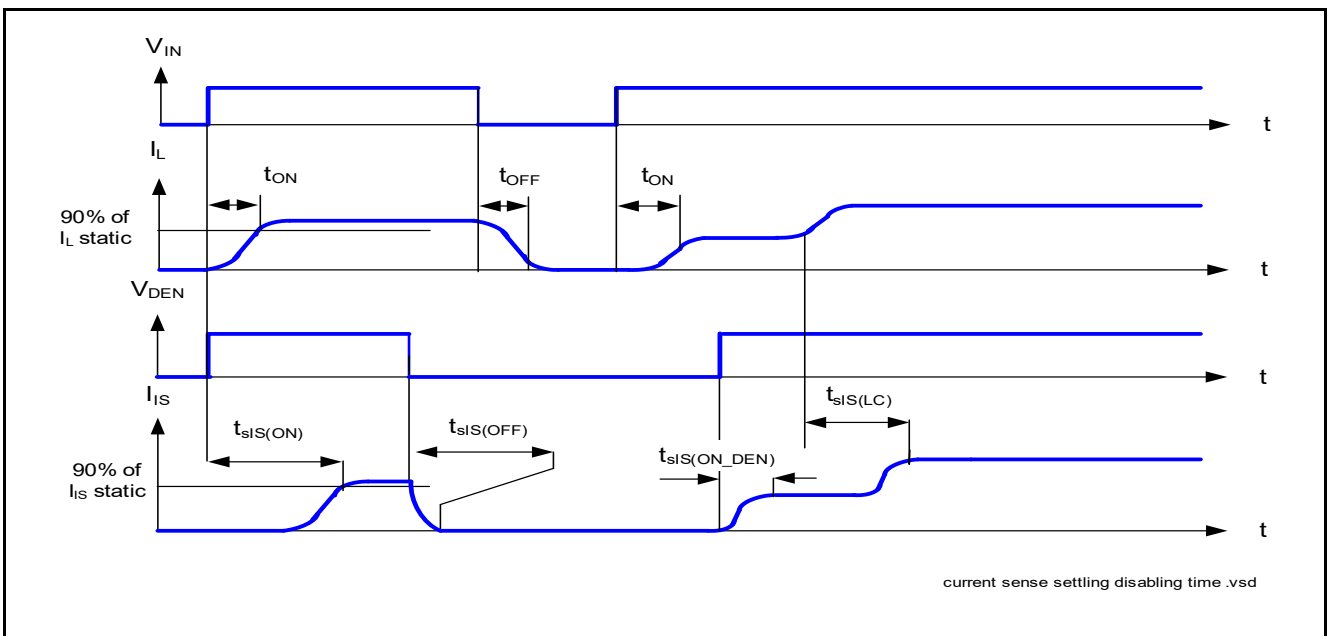 V_IN
t
I_L
t_ON
t_OFF
t_ON
90% of
I_L static
t
V_DEN
t
I_IS
t_sIS(ON)
t_sIS(OFF)
t_sIS(LC)
t_sIS(ON_DEN)
90% of
I_IS static
t
current sense settling disabling time .vsd